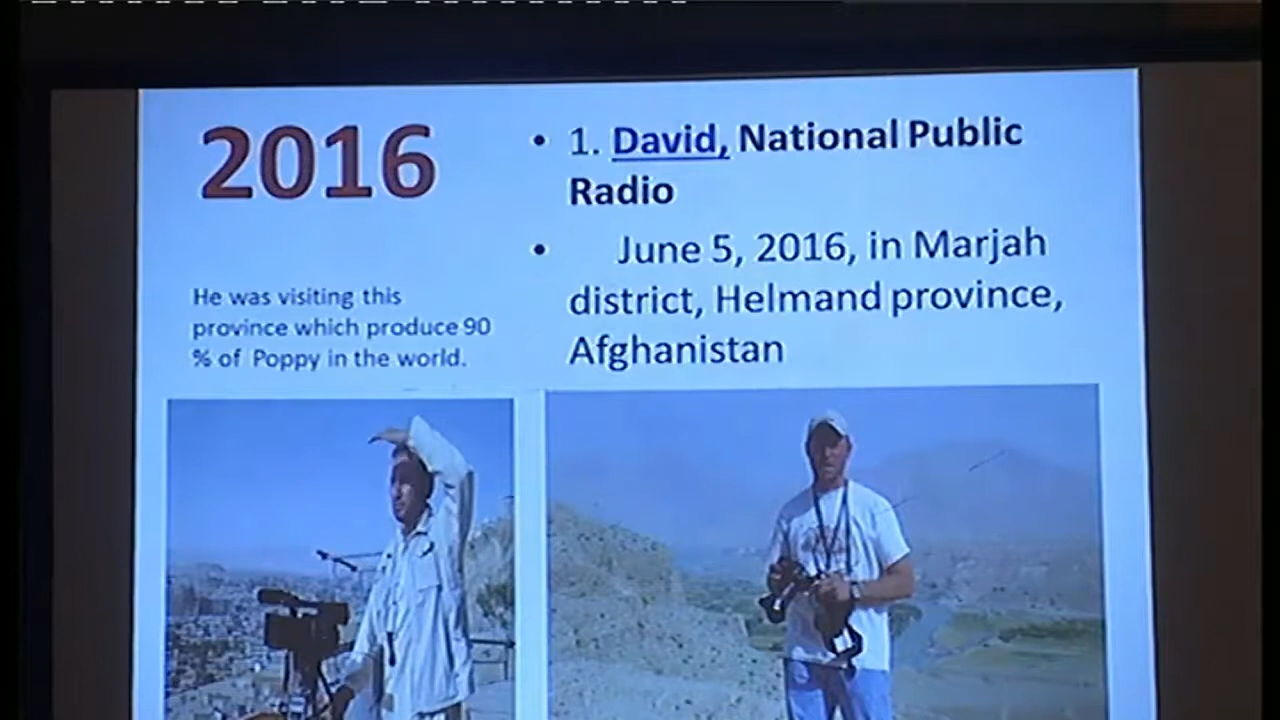 2016
He was visiting this
province which produce 90
% of Poppy in the world.
• 1. David, National Public
Radio
• June 5, 2016, in Marjah
district, Helmand province,
Afghanistan